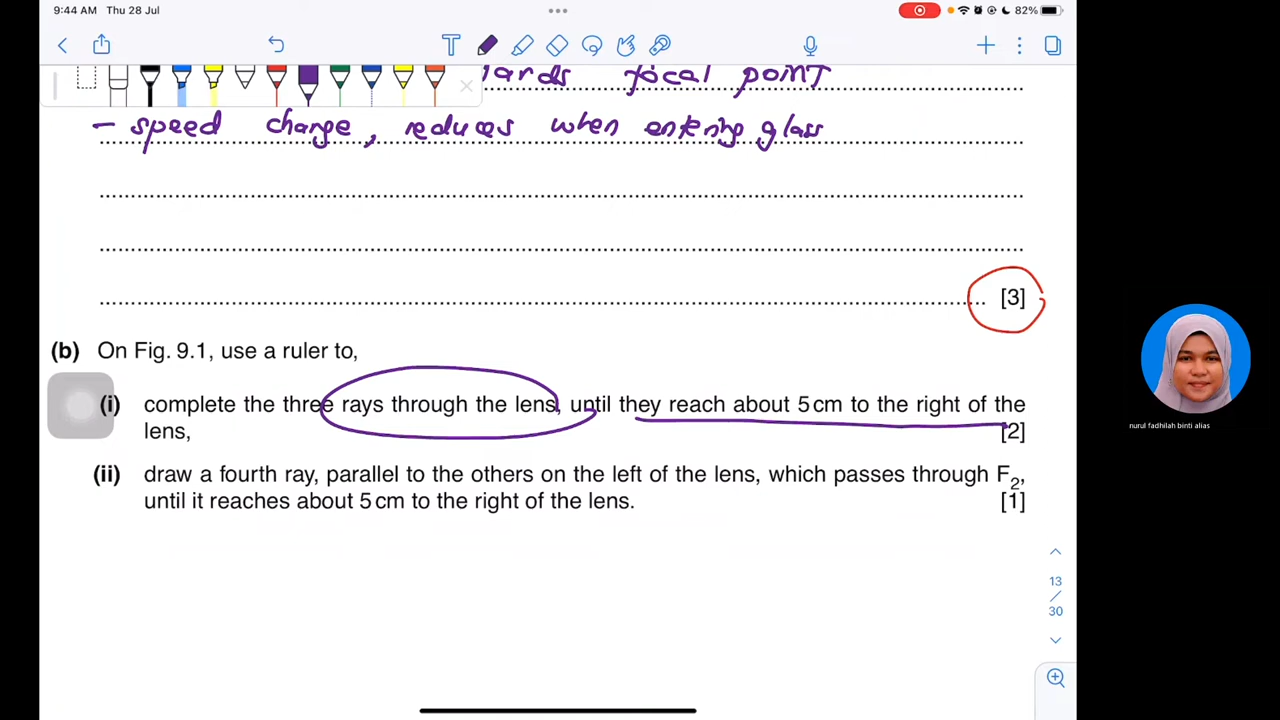 9:44 AM Thu 28 Jul
82%
focal point
- speed change, reduces when entering glass
[3]
(b) On Fig. 9.1, use a ruler to,
(i) complete the three rays through the lens, until they reach about 5 cm to the right of the
lens, [2]
(ii) draw a fourth ray, parallel to the others on the left of the lens, which passes through F2,
until it reaches about 5 cm to the right of the lens. [1]
13
/
30
nurul fadhilah binti alias